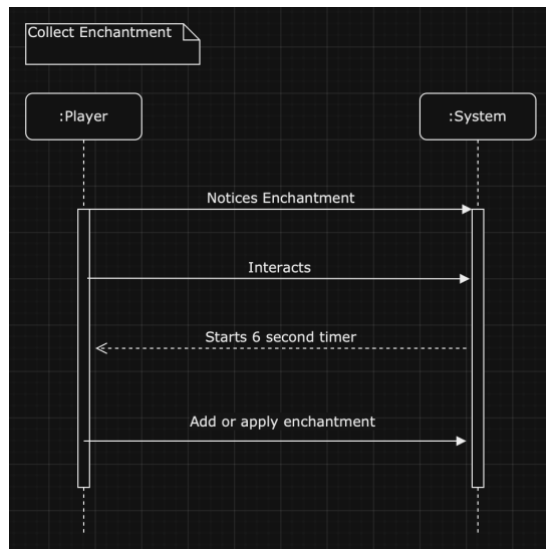 Collect Enchantment
:Player
:System
Notices Enchantment
Interacts
Starts 6 second timer
Add or apply enchantment